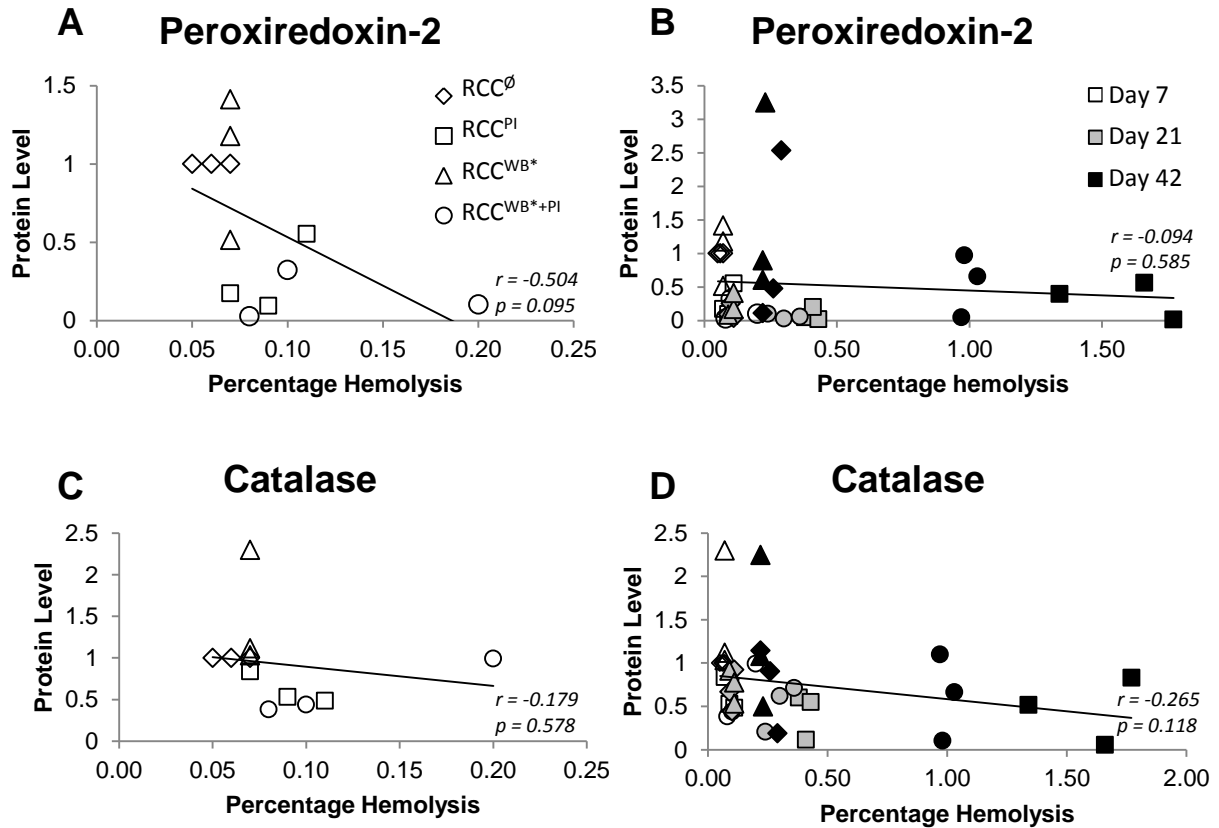 A
Peroxiredoxin-2
Protein Level
1.5
1
0.5
0
0.00 0.05 0.10 0.15 0.20 0.25
Percentage Hemolysis
RCC^Ø
RCC^PI
RCC^WB*
RCC^WB*+PI
r = -0.504
p = 0.095
B
Peroxiredoxin-2
Protein Level
3.5
3
2.5
2
1.5
1
0.5
0
0.00 0.50 1.00 1.50
Percentage hemolysis
Day 7
Day 21
Day 42
r = -0.094
p = 0.585
C
Catalase
Protein Level
2.5
2
1.5
1
0.5
0
0.00 0.05 0.10 0.15 0.20 0.25
Percentage Hemolysis
r = -0.179
p = 0.578
D
Catalase
Protein Level
2.5
2
1.5
1
0.5
0
0.00 0.50 1.00 1.50 2.00
Percentage Hemolysis
r = -0.265
p = 0.118